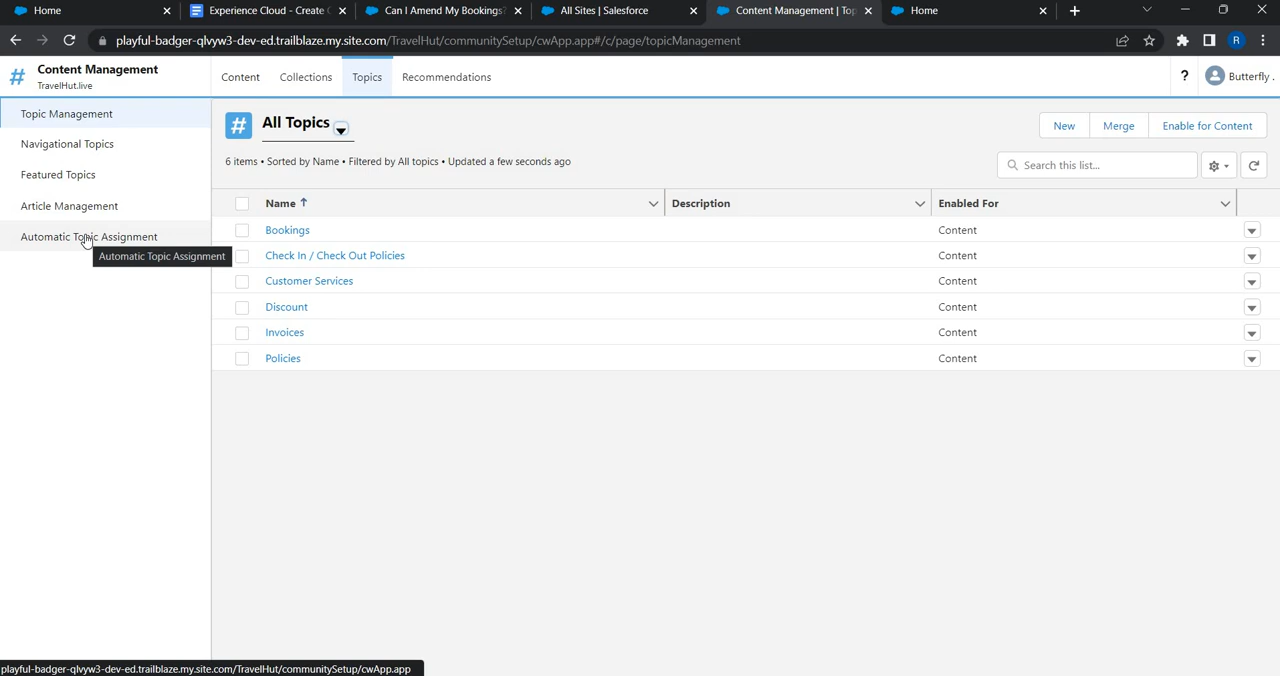 Home
Experience Cloud - Create C
Can I Amend My Bookings?
All Sites | Salesforce
Content Management | Top
Home
playful-badger-qlvyw3-dev-ed.trailblaze.my.site.com/TravelHut/communitySetup/cwApp.app#/c/page/topicManagement
R
# Content Management
TravelHut.live
Content
Collections
Topics
Recommendations
?
Butterfly .
Topic Management
Navigational Topics
Featured Topics
Article Management
Automatic Topic Assignment
Automatic Topic Assignment
# All Topics
New
Merge
Enable for Content
6 items • Sorted by Name • Filtered by All topics • Updated a few seconds ago
Search this list...
Name ↑
Description
Enabled For
Bookings
Content
Check In / Check Out Policies
Content
Customer Services
Content
Discount
Content
Invoices
Content
Policies
Content
playful-badger-qlvyw3-dev-ed.trailblaze.my.site.com/TravelHut/communitySetup/cwApp.app